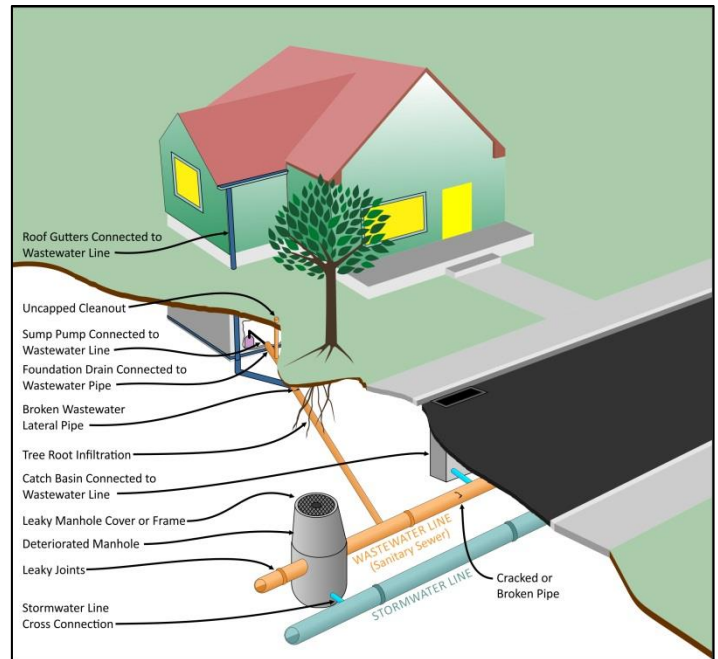 Roof Gutters Connected to
Wastewater Line
Uncapped Cleanout
Sump Pump Connected to
Wastewater Line
Foundation Drain Connected to
Wastewater Pipe
Broken Wastewater
Lateral Pipe
Tree Root Infiltration
Catch Basin Connected to
Wastewater Line
Leaky Manhole Cover or Frame
Deteriorated Manhole
Leaky Joints
Stormwater Line
Cross Connection
WASTEWATER LINE
(Sanitary Sewer)
STORMWATER LINE
Cracked or
Broken Pipe